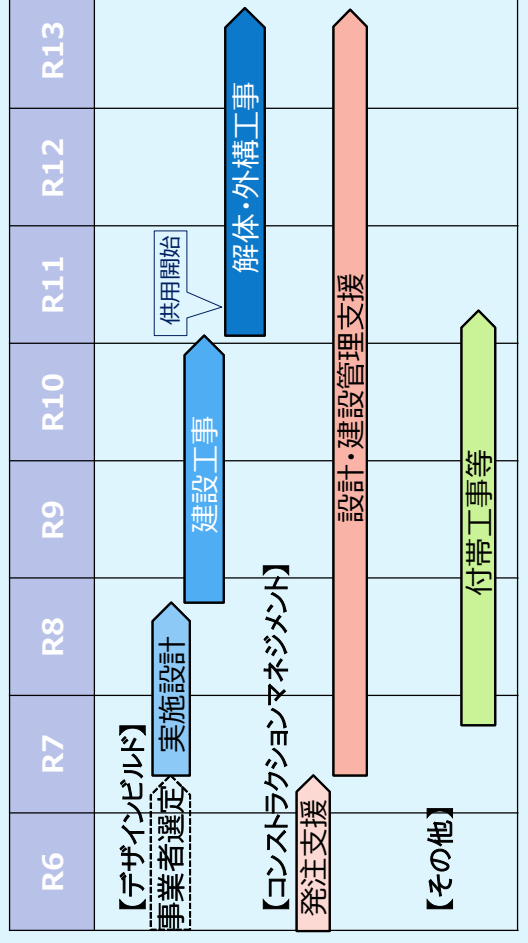 R6 R7 R8 R9 R10 R11 R12 R13
【デザインビルド】
事業者選定
実施設計
建設工事
供用開始
解体・外構工事
【コンストラクションマネジメント】
発注支援
設計・建設管理支援
【その他】
付帯工事等